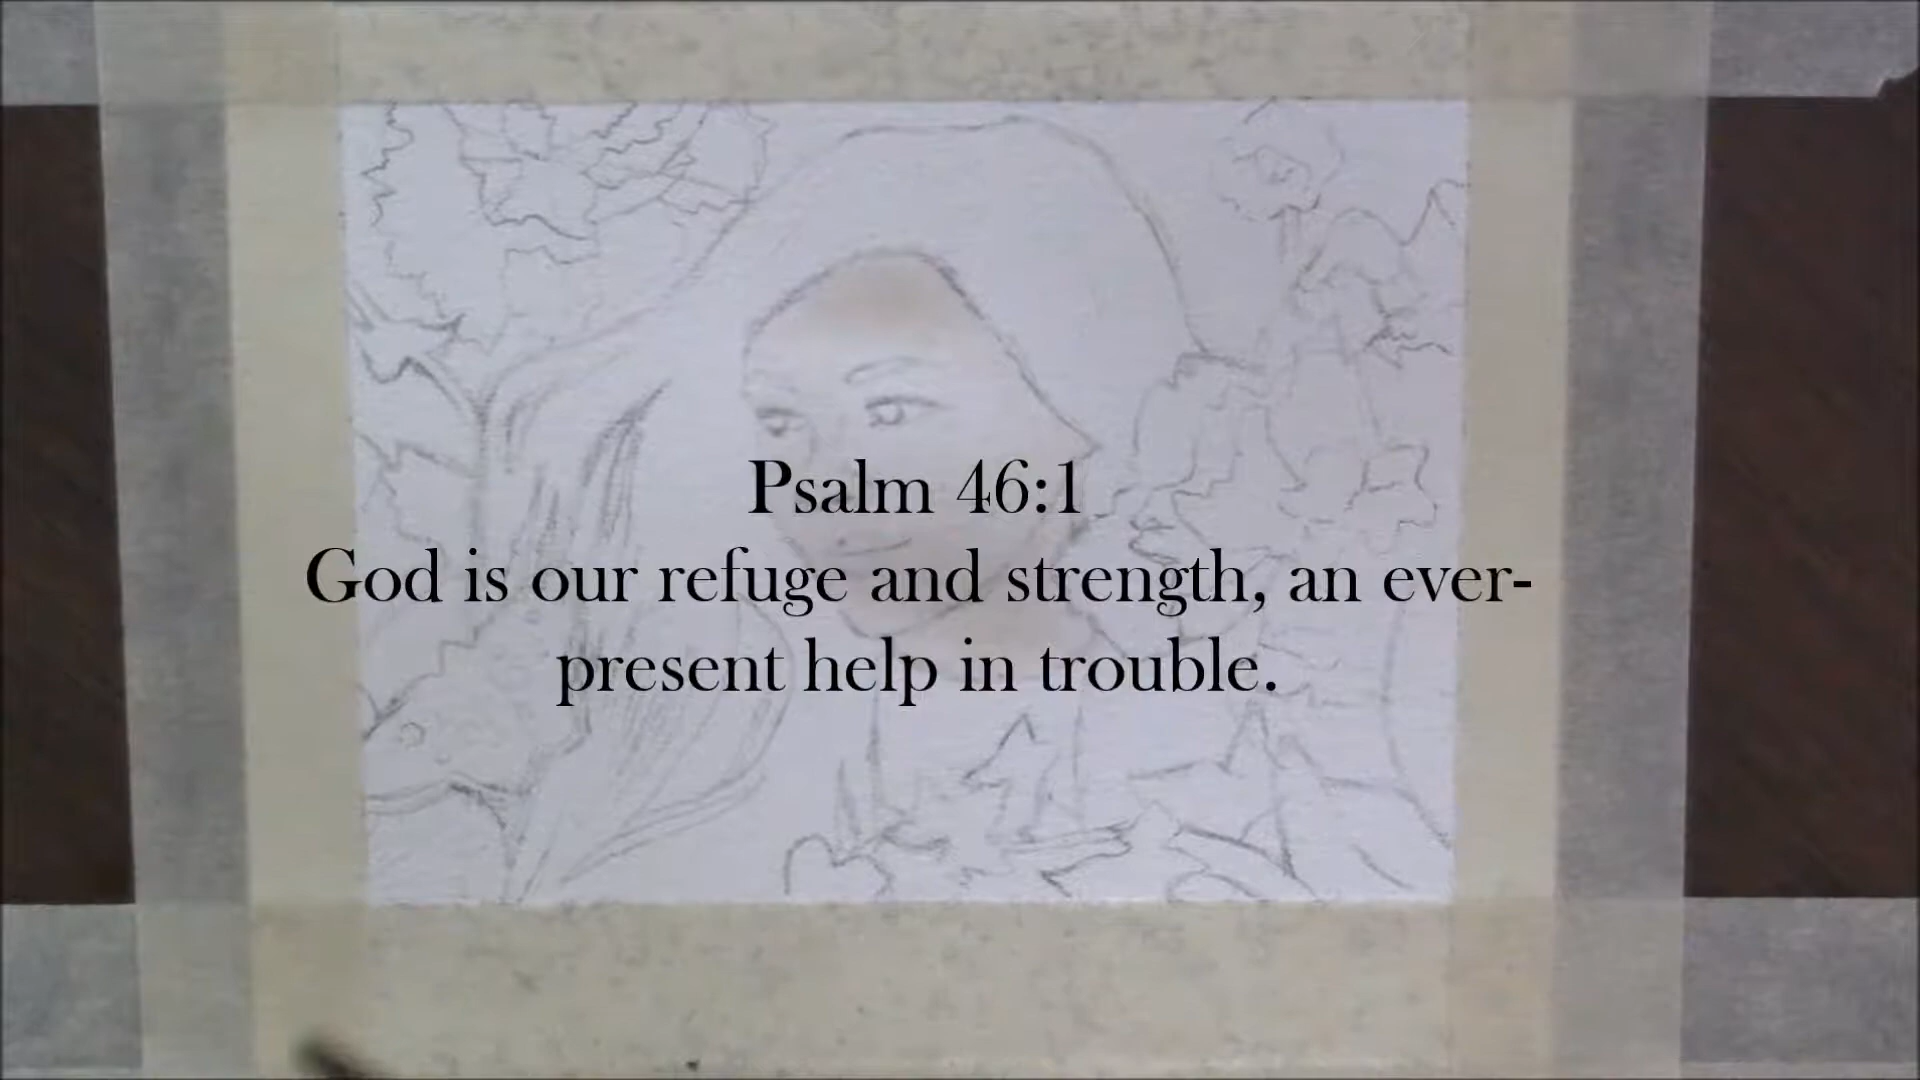 Psalm 46:1
God is our refuge and strength, an ever-
present help in trouble.